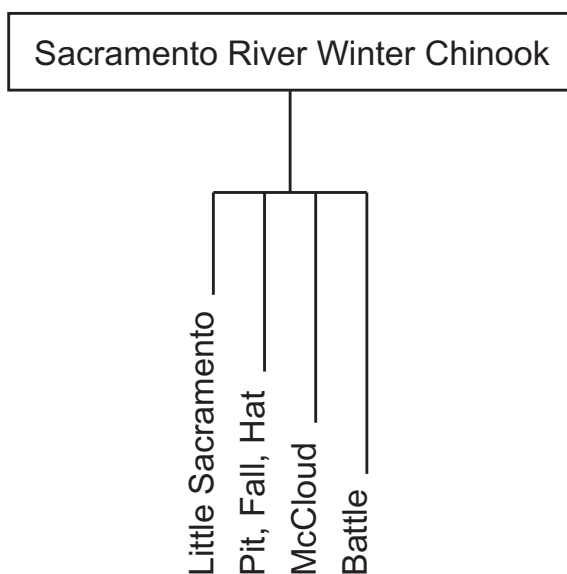 Sacramento River Winter Chinook
Little Sacramento
Pit, Fall, Hat
McCloud
Battle